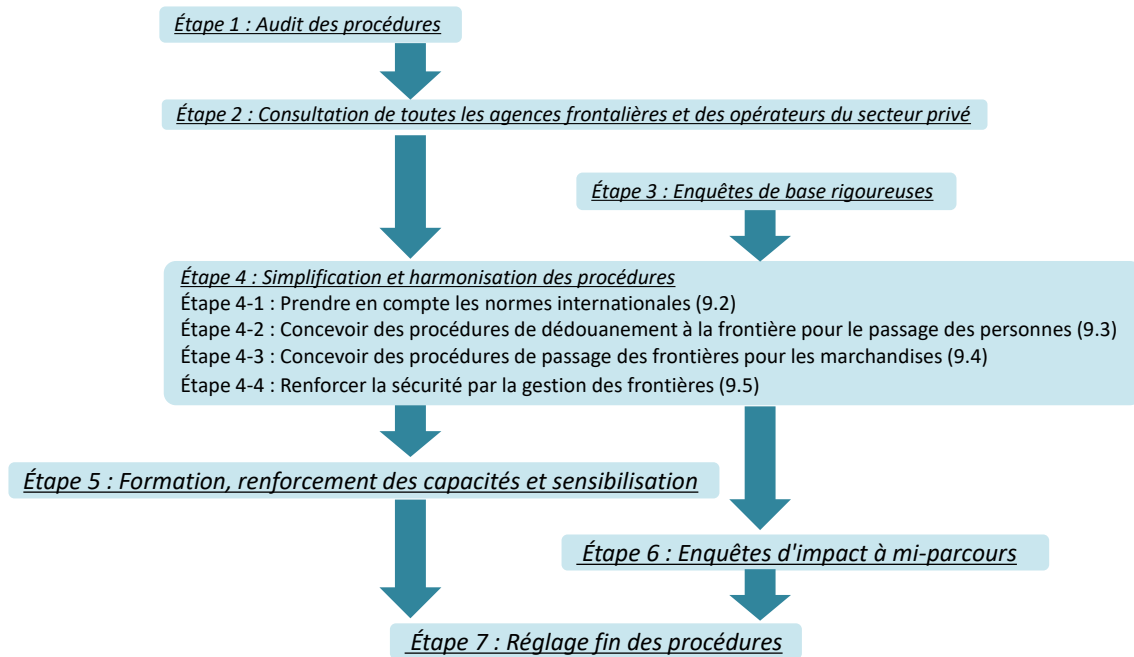 Étape 1 : Audit des procédures
Étape 2 : Consultation de toutes les agences frontalières et des opérateurs du secteur privé
Étape 3 : Enquêtes de base rigoureuses
Étape 4 : Simplification et harmonisation des procédures
Étape 4-1 : Prendre en compte les normes internationales (9.2)
Étape 4-2 : Concevoir des procédures de dédouanement à la frontière pour le passage des personnes (9.3)
Étape 4-3 : Concevoir des procédures de passage des frontières pour les marchandises (9.4)
Étape 4-4 : Renforcer la sécurité par la gestion des frontières (9.5)
Étape 5 : Formation, renforcement des capacités et sensibilisation
Étape 6 : Enquêtes d'impact à mi-parcours
Étape 7 : Réglage fin des procédures